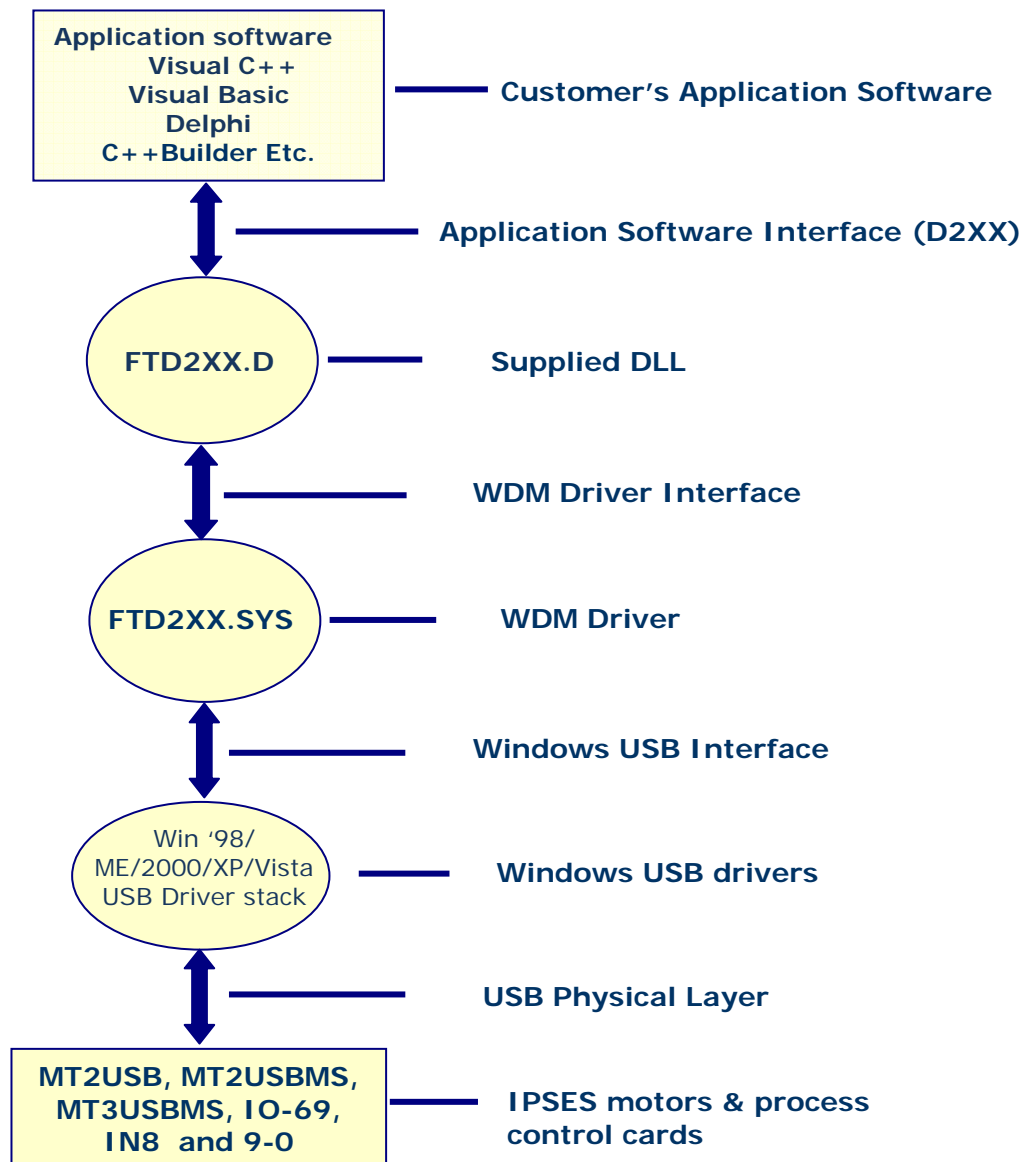 Application software
Visual C++
Visual Basic
Delphi
C++Builder Etc.
Customer's Application Software
Application Software Interface (D2XX)
FTD2XX.D
Supplied DLL
WDM Driver Interface
FTD2XX.SYS
WDM Driver
Windows USB Interface
Win ‘98/
ME/2000/XP/Vista
USB Driver stack
Windows USB drivers
USB Physical Layer
MT2USB, MT2USBMS,
MT3USBMS, IO-69,
IN8 and 9-0
IPSES motors & process
control cards